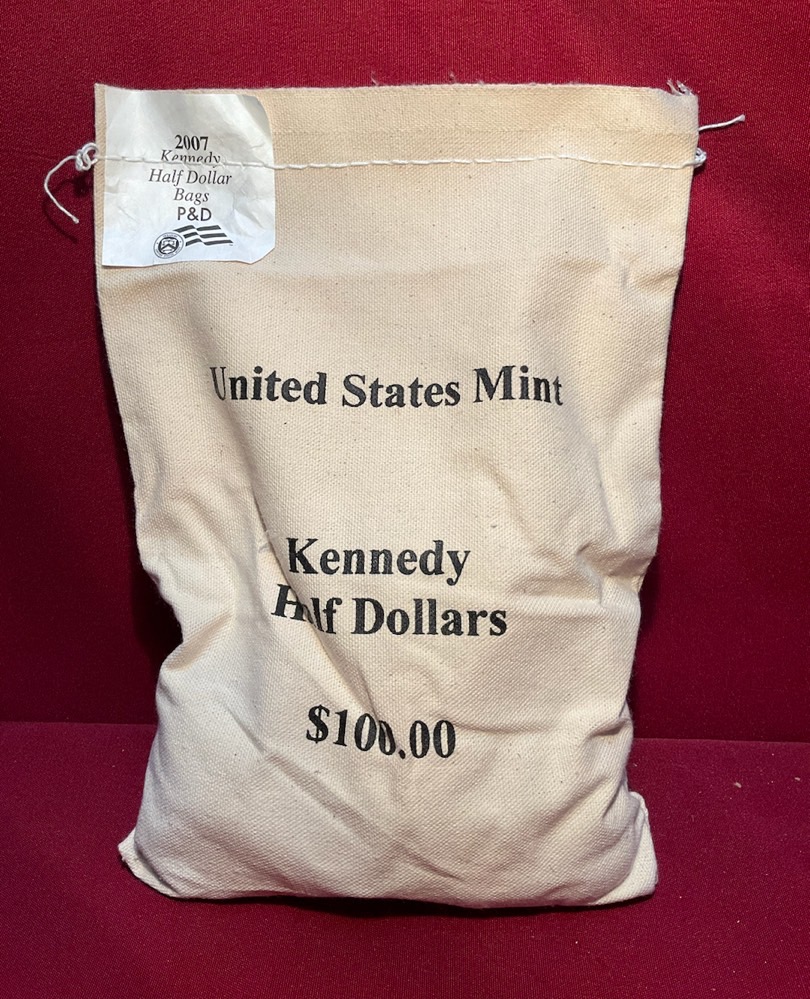 2007
Kennedy
Half Dollar
Bags
P&D
United States Mint
Kennedy
Half Dollars
$100.00